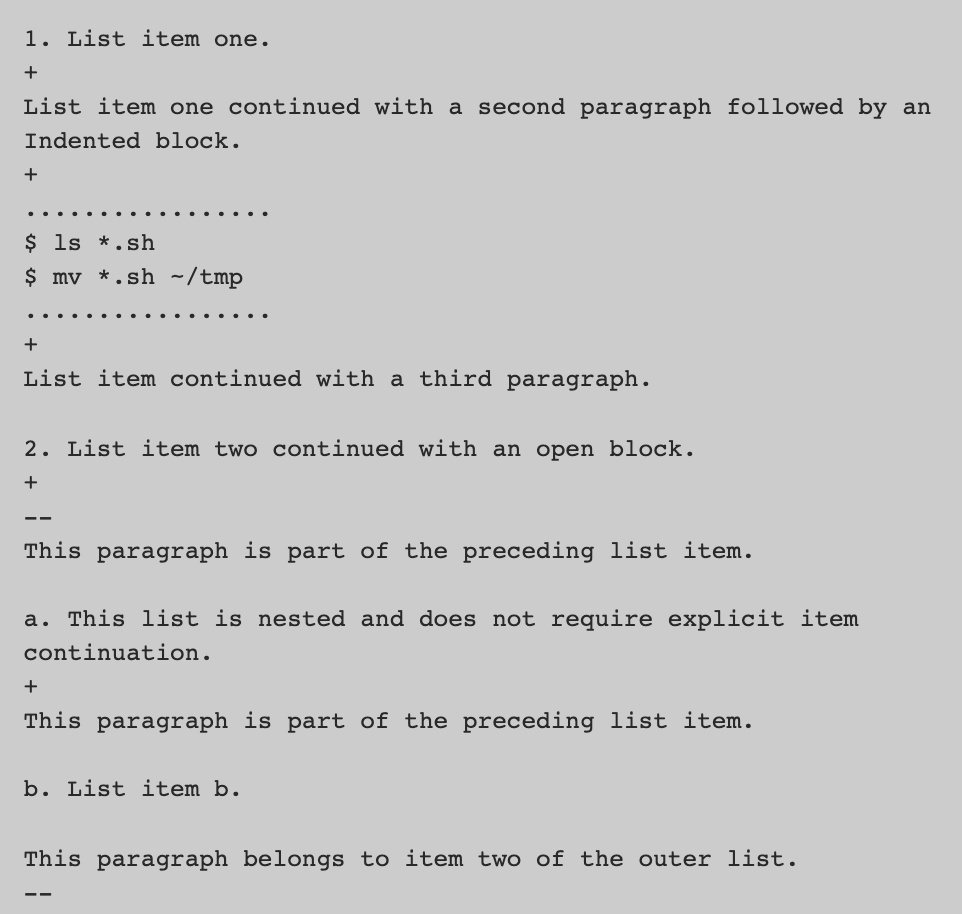 1. List item one.
+
List item one continued with a second paragraph followed by an
Indented block.
+
.................
$ ls *.sh
$ mv *.sh ~/tmp
.................
+
List item continued with a third paragraph.
2. List item two continued with an open block.
+
--
This paragraph is part of the preceding list item.
a. This list is nested and does not require explicit item
continuation.
+
This paragraph is part of the preceding list item.
b. List item b.
This paragraph belongs to item two of the outer list.
--